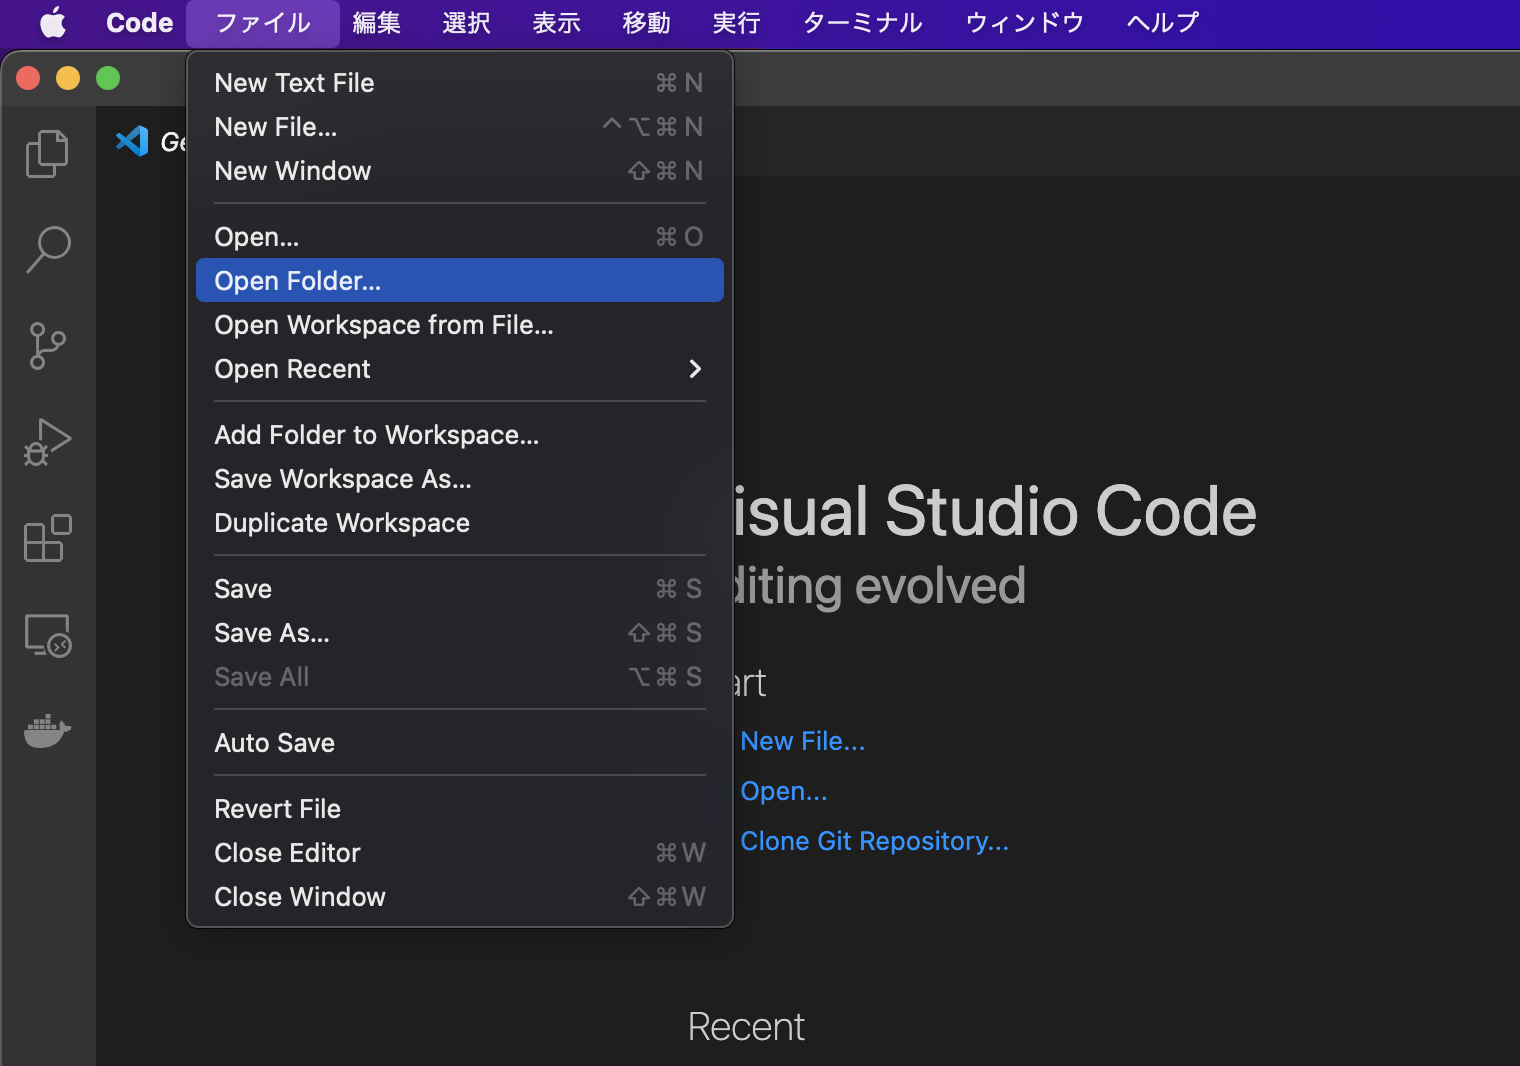 Code ファイル 編集 選択 表示 移動 実行 ターミナル ウィンドウ ヘルプ
New Text File ⌘ N
New File... ^⌥⌘ N
New Window ⇧⌘ N
Open... ⌘ O
Open Folder...
Open Workspace from File...
Open Recent
Add Folder to Workspace...
Save Workspace As...
Duplicate Workspace
Save ⌘ S
Save As... ⇧⌘ S
Save All ⌥⌘ S
Auto Save
Revert File
Close Editor ⌘W
Close Window ⇧⌘W
Ge
isual Studio Code
diting evolved
art
New File...
Open...
Clone Git Repository...
Recent